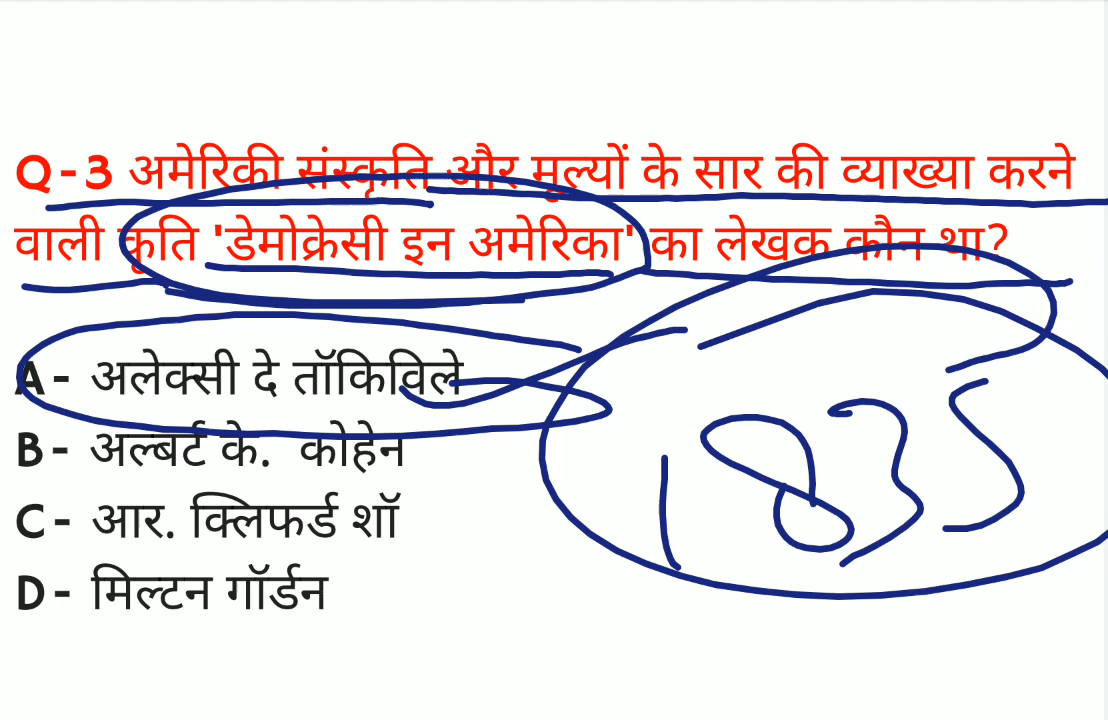 Q-3 अमेरिकी संस्कृति और मूल्यों के सार की व्याख्या करने
वाली कृति 'डेमोक्रेसी इन अमेरिका' का लेखक कौन था?
A- अलेक्सी दे तॉकिविले
B- अल्बर्ट के. कोहेन
C- आर. क्लिफर्ड शॉ
D- मिल्टन गॉर्डन
1835